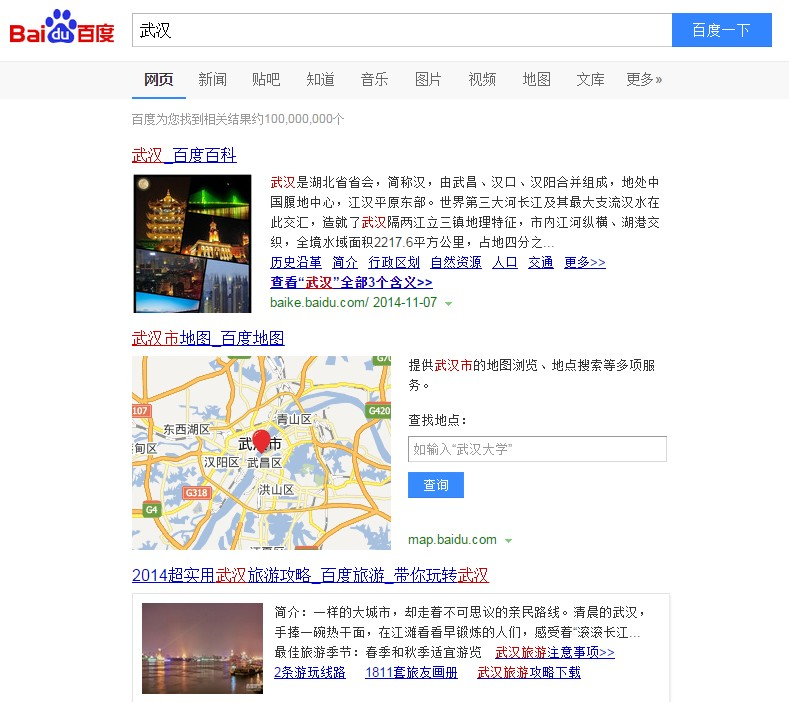 Bai du 百度
武汉
百度一下
网页 新闻 贴吧 知道 音乐 图片 视频 地图 文库 更多»
百度为您找到相关结果约100,000,000个
武汉_百度百科
武汉是湖北省省会，简称汉，由武昌、汉口、汉阳合并组成，地处中
国腹地中心，江汉平原东部。世界第三大河长江及其最大支流汉水在
此交汇，造就了武汉隔两江立三镇地理特征，市内江河纵横、湖港交
织，全境水域面积2217.6平方公里，占地四分之...
历史沿革 简介 行政区划 自然资源 人口 交通 更多>>
查看“武汉”全部3个含义>>
baike.baidu.com/ 2014-11-07
武汉市地图_百度地图
提供武汉市的地图浏览、地点搜索等多项服
务。
查找地点：
如输入“武汉大学”
查询
map.baidu.com
G70
107
G420
青山区
东西湖区
武汉市
甸区
汉阳区
武昌区
G318
洪山区
G4
2014超实用武汉旅游攻略_百度旅游_带你玩转武汉
简介：一样的大城市，却走着不可思议的亲民路线。清晨的武汉，
手捧一碗热干面，在江滩看看早锻炼的人们，感受着“滚滚长江...
最佳旅游季节：春季和秋季适宜游览 武汉旅游注意事项>>
2条游玩线路 1811套旅友画册 武汉旅游攻略下载